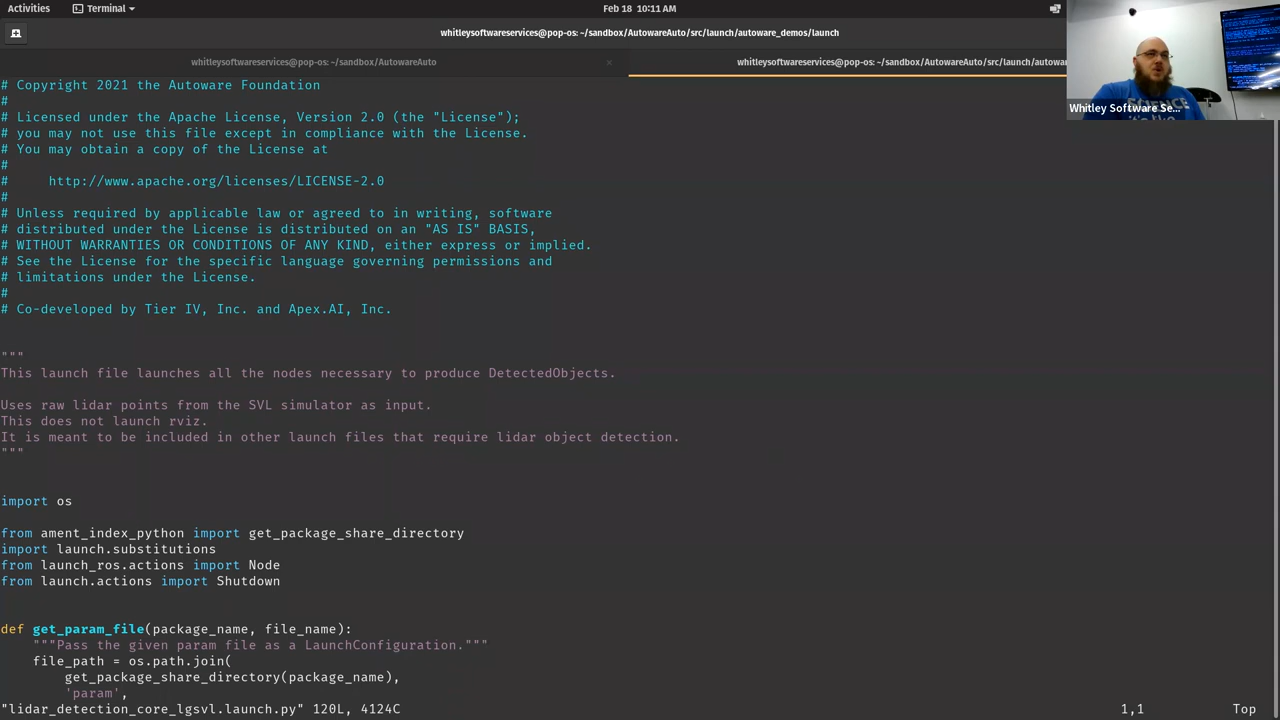 Activities
Terminal
Feb 18 10:11 AM
whitleysoftwareservices@pop-os: ~/sandbox/AutowareAuto/src/launch/autoware_demos/launch
whitleysoftwareservices@pop-os: ~/sandbox/AutowareAuto
whitleysoftwareservices@pop-os: ~/sandbox/AutowareAuto/src/launch/autowar
Whitley Software Se...
# Copyright 2021 the Autoware Foundation
#
# Licensed under the Apache License, Version 2.0 (the "License");
# you may not use this file except in compliance with the License.
# You may obtain a copy of the License at
#
#     http://www.apache.org/licenses/LICENSE-2.0
#
# Unless required by applicable law or agreed to in writing, software
# distributed under the License is distributed on an "AS IS" BASIS,
# WITHOUT WARRANTIES OR CONDITIONS OF ANY KIND, either express or implied.
# See the License for the specific language governing permissions and
# limitations under the License.
#
# Co-developed by Tier IV, Inc. and Apex.AI, Inc.
"""
This launch file launches all the nodes necessary to produce DetectedObjects.
Uses raw lidar points from the SVL simulator as input.
This does not launch rviz.
It is meant to be included in other launch files that require lidar object detection.
"""
import os
from ament_index_python import get_package_share_directory
import launch.substitutions
from launch_ros.actions import Node
from launch.actions import Shutdown
def get_param_file(package_name, file_name):
    """Pass the given param file as a LaunchConfiguration."""
    file_path = os.path.join(
        get_package_share_directory(package_name),
        'param',
"lidar_detection_core_lgsvl.launch.py" 120L, 4124C
1,1
Top